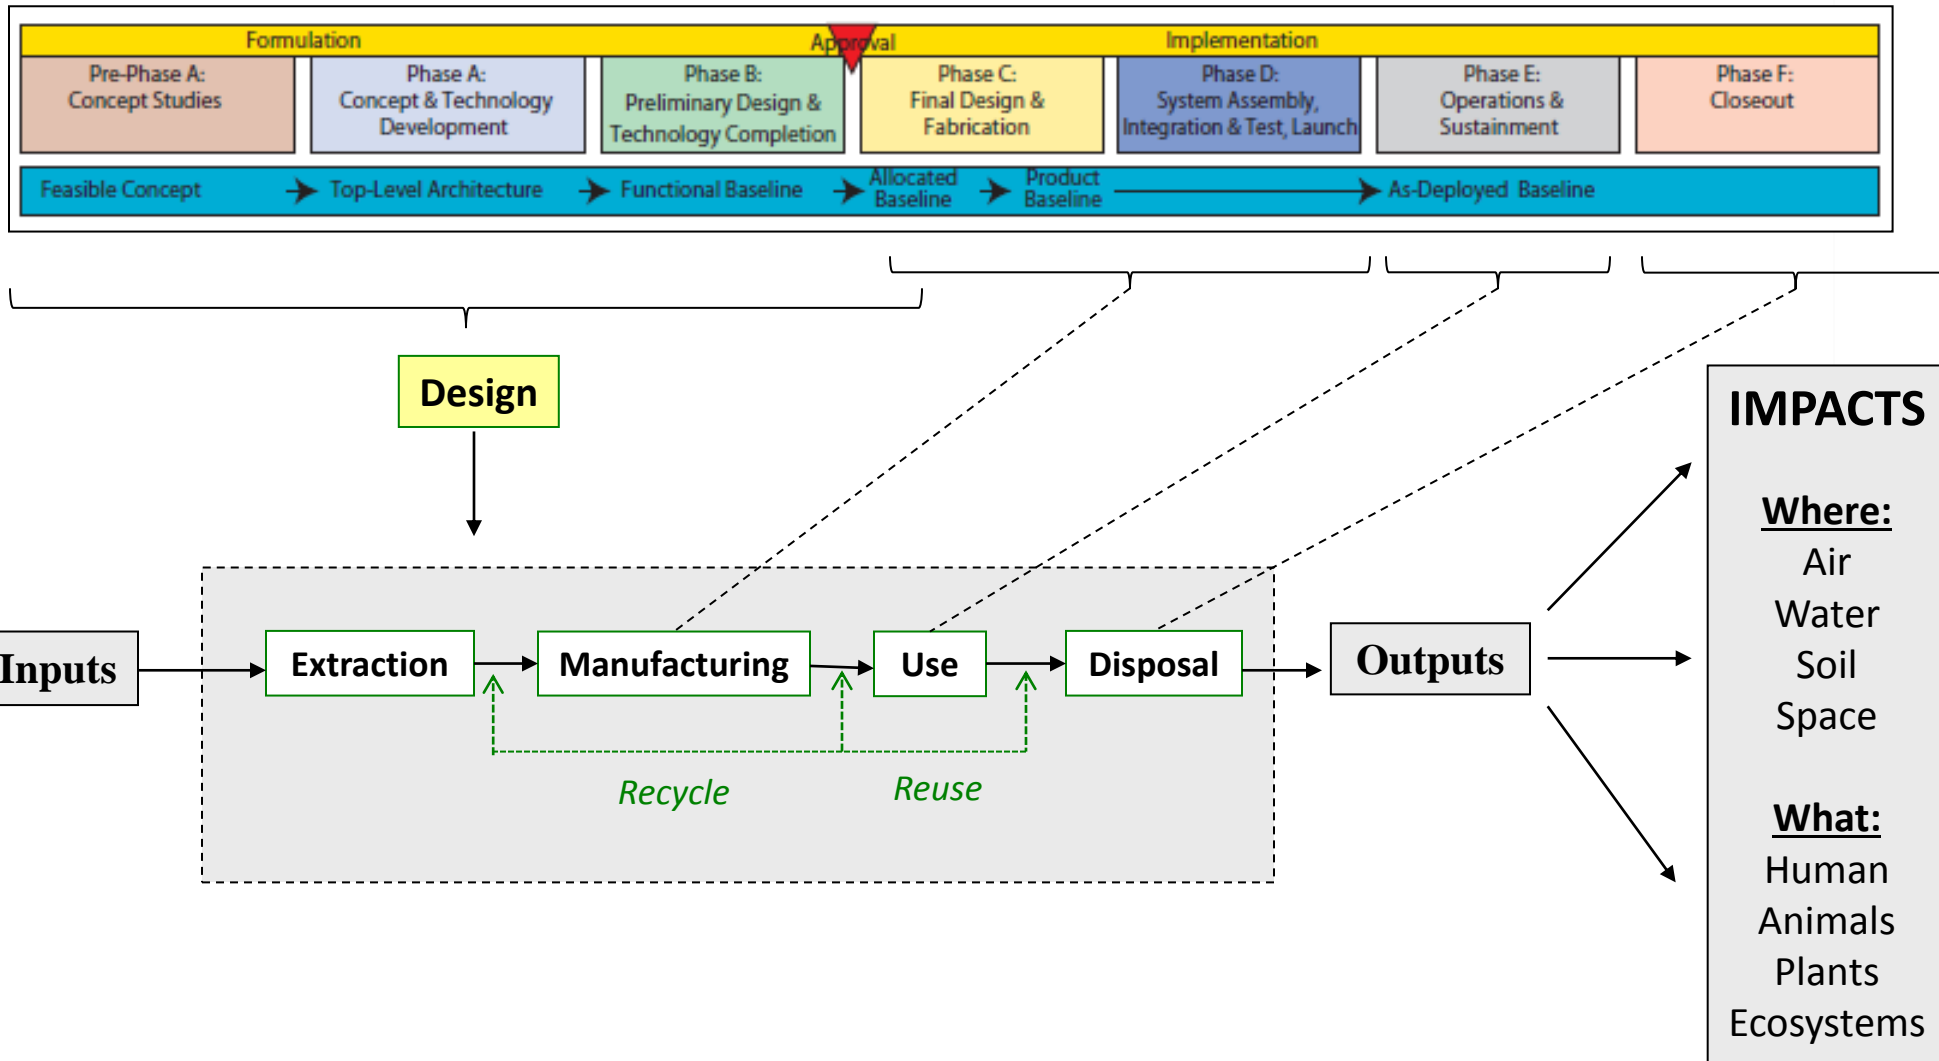 Formulation
Approval
Implementation
Pre-Phase A:
Concept Studies
Phase A:
Concept & Technology
Development
Phase B:
Preliminary Design &
Technology Completion
Phase C:
Final Design &
Fabrication
Phase D:
System Assembly,
Integration & Test, Launch
Phase E:
Operations &
Sustainment
Phase F:
Closeout
Feasible Concept
Top-Level Architecture
Functional Baseline
Allocated
Baseline
Product
Baseline
As-Deployed Baseline
Design
Inputs
Extraction
Manufacturing
Use
Disposal
Outputs
Recycle
Reuse
IMPACTS
Where:
Air
Water
Soil
Space
What:
Human
Animals
Plants
Ecosystems